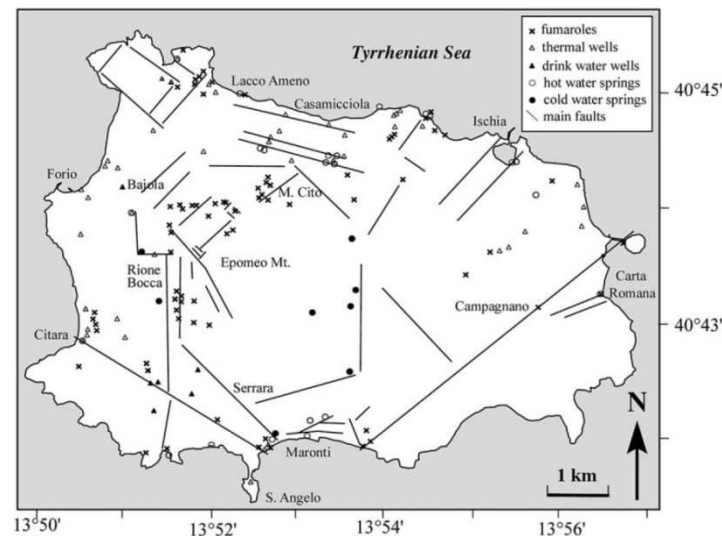 Tyrrhenian Sea
fumaroles
thermal wells
drink water wells
hot water springs
cold water springs
main faults
Lacco Ameno
Casamicciola
Ischia
40°45'
Forio
Baiola
M. Cito
Epomeo Mt.
Rione
Bocca
Carta
Romana
Campagnano
Citara
40°43'
Serrara
Maronti
S. Angelo
N
1 km
13°50'
13°52'
13°54'
13°56'